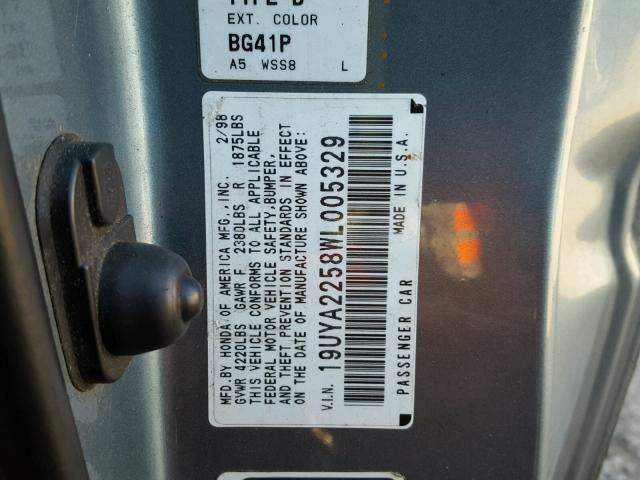 EXT. COLOR
BG41P
A5 WSS8 L
MFD. BY HONDA OF AMERICA MFG., INC. 2/98
GVWR 4220LBS GAWR F 2380LBS R 1875LBS
THIS VEHICLE CONFORMS TO ALL APPLICABLE
FEDERAL MOTOR VEHICLE SAFETY, BUMPER,
AND THEFT PREVENTION STANDARDS IN EFFECT
ON THE DATE OF MANUFACTURE SHOWN ABOVE:
V.I.N. 19UYA2258WL005329
PASSENGER CAR MADE IN U.S.A.